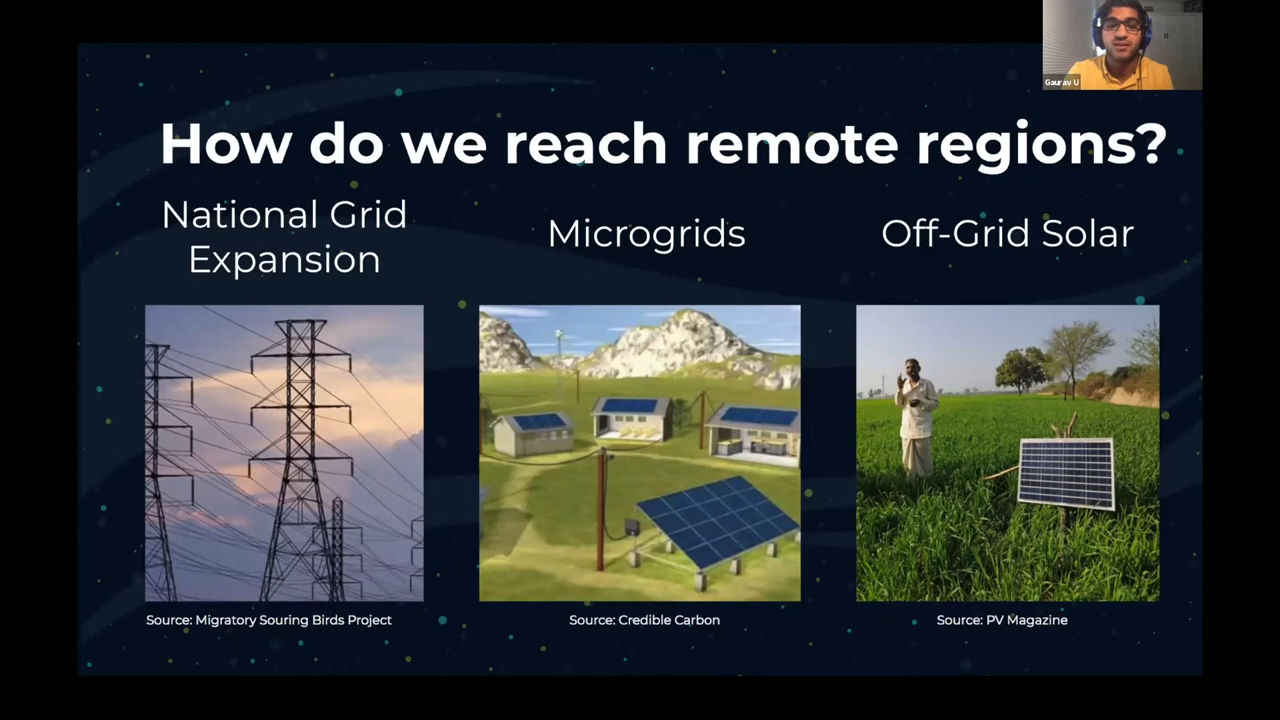 Gaurav U
How do we reach remote regions?
National Grid
Expansion
Microgrids
Off-Grid Solar
Source: Migratory Souring Birds Project
Source: Credible Carbon
Source: PV Magazine